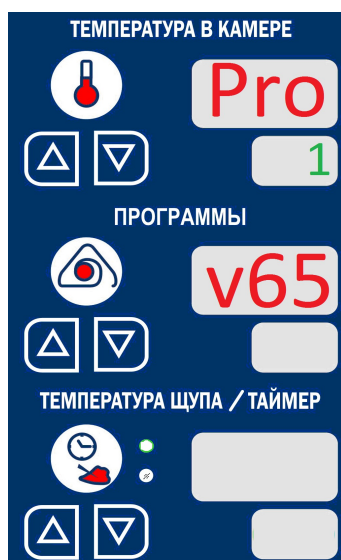 ТЕМПЕРАТУРА В КАМЕРЕ
Pro
1
ПРОГРАММЫ
v65
ТЕМПЕРАТУРА ЩУПА / ТАЙМЕР